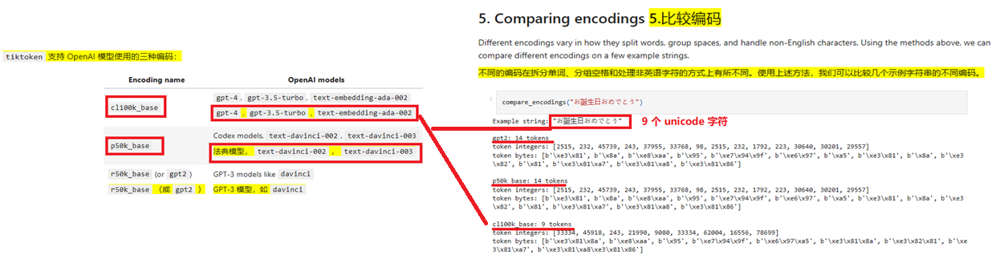 tiktoken 支持 OpenAI 模型使用的三种编码：
Encoding name OpenAI models
cl100k_base gpt-4, gpt-3.5-turbo, text-embedding-ada-002
gpt-4 , gpt-3.5-turbo , text-embedding-ada-002
p50k_base Codex models, text-davinci-002, text-davinci-003
法典模型， text-davinci-002 ， text-davinci-003
r50k_base (or gpt2) GPT-3 models like davinci
r50k_base （或 gpt2 ） GPT-3 模型，如 davinci
5. Comparing encodings 5.比较编码
Different encodings vary in how they split words, group spaces, and handle non-English characters. Using the methods above, we can
compare different encodings on a few example strings.
不同的编码在拆分单词、分组空格和处理非英语字符的方式上有所不同。使用上述方法，我们可以比较几个示例字符串的不同编码。
compare_encodings("お誕生日おめでとう")
Example string: "お誕生日おめでとう" 9 个 unicode 字符
gpt2: 14 tokens
token integers: [2515, 232, 45739, 243, 37955, 33768, 98, 2515, 232, 1792, 223, 30640, 30201, 29557]
token bytes: [b'\xe3\x81', b'\x8a', b'\xe8\xaa', b'\x95', b'\xe7\x94\x9f', b'\xe6\x97', b'\xa5', b'\xe3\x81', b'\x8a', b'\xe3
\x82', b'\x81', b'\xe3\x81\xa7', b'\xe3\x81\xa8', b'\xe3\x81\x86']
p50k_base: 14 tokens
token integers: [2515, 232, 45739, 243, 37955, 33768, 98, 2515, 232, 1792, 223, 30640, 30201, 29557]
token bytes: [b'\xe3\x81', b'\x8a', b'\xe8\xaa', b'\x95', b'\xe7\x94\x9f', b'\xe6\x97', b'\xa5', b'\xe3\x81', b'\x8a', b'\xe3
\x82', b'\x81', b'\xe3\x81\xa7', b'\xe3\x81\xa8', b'\xe3\x81\x86']
cl100k_base: 9 tokens
token integers: [33334, 45918, 243, 21990, 9080, 33334, 62004, 16556, 78699]
token bytes: [b'\xe3\x81\x8a', b'\xe8\xaa', b'\x95', b'\xe7\x94\x9f', b'\xe6\x97\xa5', b'\xe3\x81\x8a', b'\xe3\x82\x81', b'\xe
3\x81\xa7', b'\xe3\x81\xa8\xe3\x81\x86']